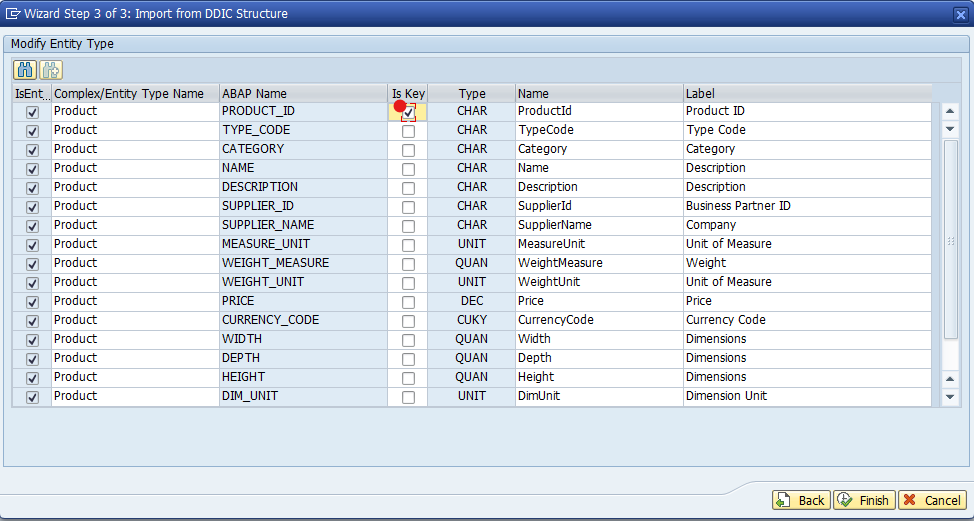 Wizard Step 3 of 3: Import from DDIC Structure
Modify Entity Type
IsEnt... Complex/Entity Type Name ABAP Name Is Key Type Name Label
Product PRODUCT_ID CHAR ProductId Product ID
Product TYPE_CODE CHAR TypeCode Type Code
Product CATEGORY CHAR Category Category
Product NAME CHAR Name Description
Product DESCRIPTION CHAR Description Description
Product SUPPLIER_ID CHAR SupplierId Business Partner ID
Product SUPPLIER_NAME CHAR SupplierName Company
Product MEASURE_UNIT UNIT MeasureUnit Unit of Measure
Product WEIGHT_MEASURE QUAN WeightMeasure Weight
Product WEIGHT_UNIT UNIT WeightUnit Unit of Measure
Product PRICE DEC Price Price
Product CURRENCY_CODE CUKY CurrencyCode Currency Code
Product WIDTH QUAN Width Dimensions
Product DEPTH QUAN Depth Dimensions
Product HEIGHT QUAN Height Dimensions
Product DIM_UNIT UNIT DimUnit Dimension Unit
Back Finish Cancel